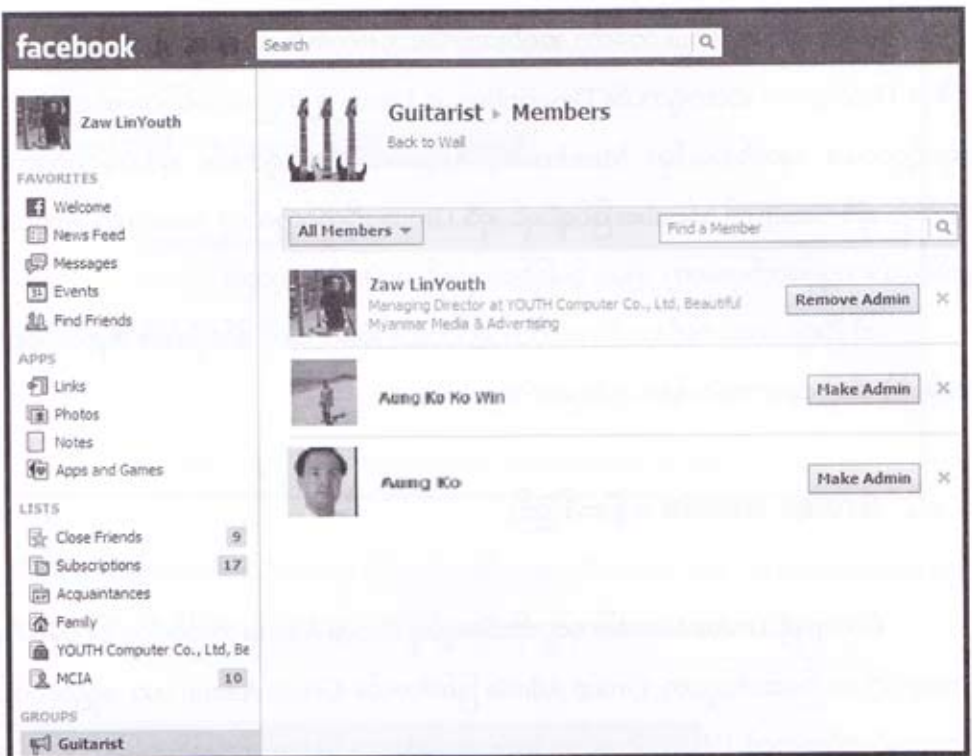 facebook
Search
Zaw LinYouth
FAVORITES
Welcome
News Feed
Messages
31 Events
Find Friends
APPS
Links
Photos
Notes
Apps and Games
LISTS
Close Friends 9
Subscriptions 17
Acquaintances
Family
YOUTH Computer Co., Ltd, Be
MCIA 10
GROUPS
Guitarist
Guitarist ▸ Members
Back to Wall
All Members
Find a Member
Zaw LinYouth
Managing Director at YOUTH Computer Co., Ltd, Beautiful
Myanmar Media & Advertising
Remove Admin
Aung Ko Ko Win
Make Admin
Aung Ko
Make Admin